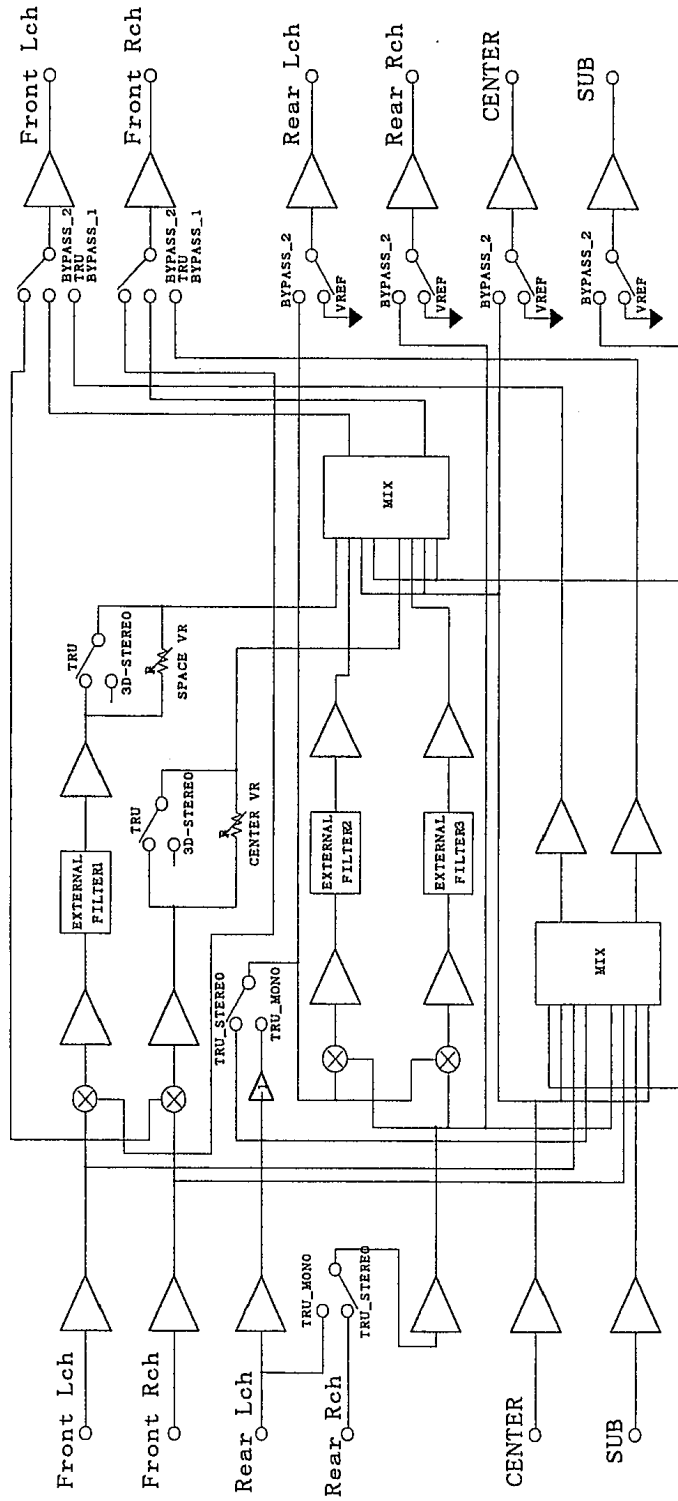 Front Lch
Front Rch
Rear Lch
Rear Rch
CENTER
SUB
TRU_MONO
TRU_STEREO
TRU_STEREO
TRU_MONO
1
EXTERNAL
FILTER1
TRU
3D-STEREO
R
SPACE VR
TRU
3D-STEREO
R
CENTER VR
EXTERNAL
FILTER2
EXTERNAL
FILTER3
MIX
MIX
BYPASS_2
TRU
BYPASS_1
BYPASS_2
TRU
BYPASS_1
BYPASS_2
VREF
BYPASS_2
VREF
BYPASS_2
VREF
BYPASS_2
VREF
Front Lch
Front Rch
Rear Lch
Rear Rch
CENTER
SUB